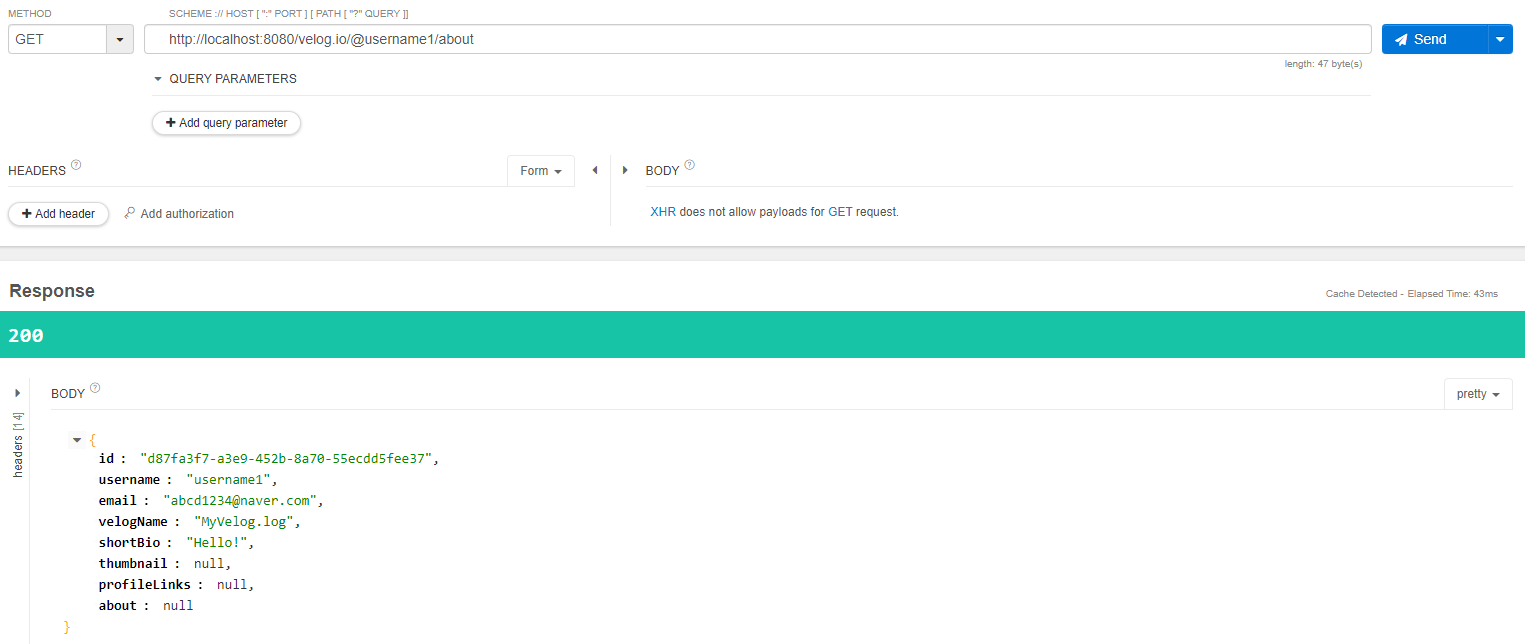 METHOD
SCHEME :// HOST [ ":" PORT ] [ PATH [ "?" QUERY ]]
GET
http://localhost:8080/velog.io/@username1/about
Send
length: 47 byte(s)
QUERY PARAMETERS
+ Add query parameter
HEADERS ?
Form
BODY ?
+ Add header
Add authorization
XHR does not allow payloads for GET request.
Response
Cache Detected - Elapsed Time: 43ms
200
headers [14]
BODY ?
pretty
{
id : "d87fa3f7-a3e9-452b-8a70-55ecdd5fee37",
username : "username1",
email : "abcd1234@naver.com",
velogName : "MyVelog.log",
shortBio : "Hello!",
thumbnail : null,
profileLinks : null,
about : null
}